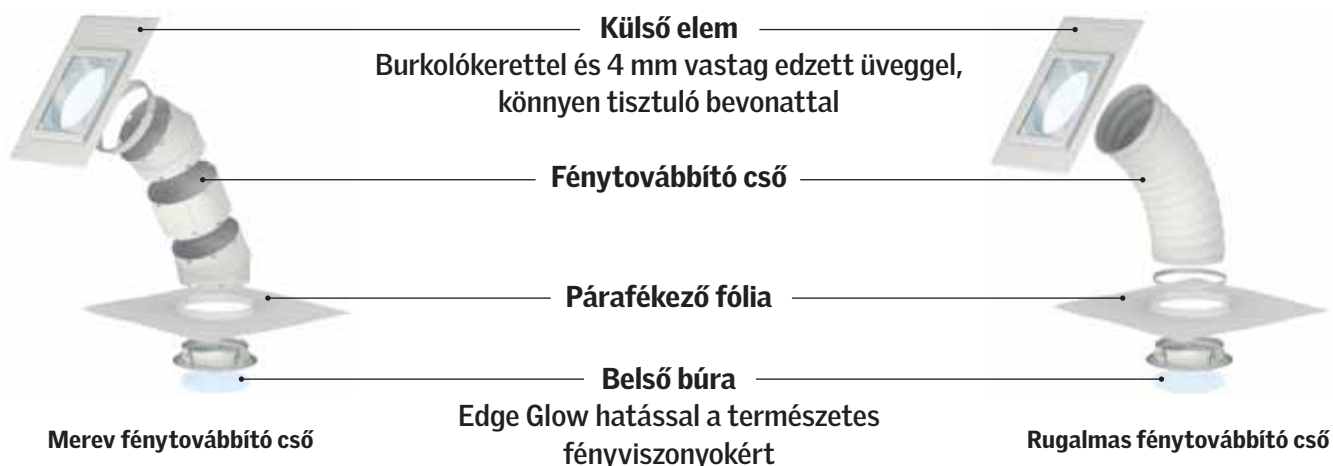 Külső elem
Burkolókerettel és 4 mm vastag edzett üveggel,
könnyen tisztuló bevonattal
Fénytovábbító cső
Párafékező fólia
Belső búra
Edge Glow hatással a természetes
fényviszonyokért
Merev fénytovábbító cső
Rugalmas fénytovábbító cső